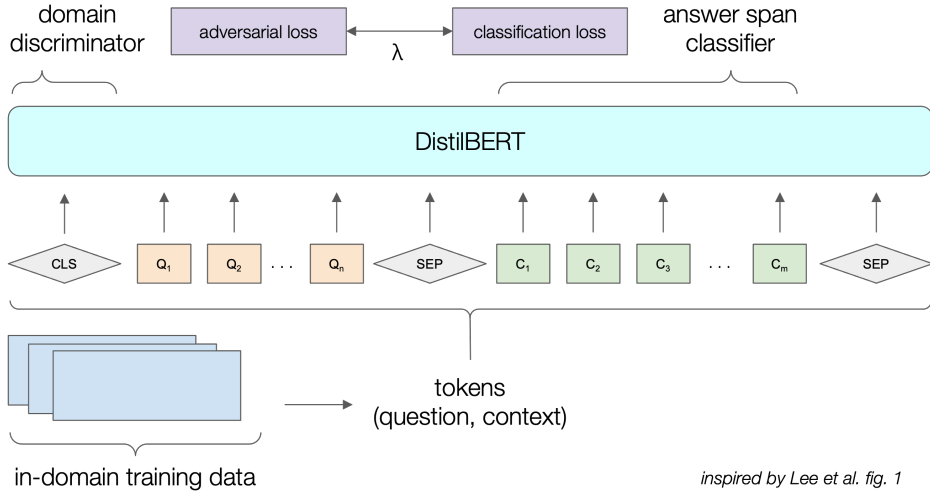 domain
discriminator
adversarial loss
λ
classification loss
answer span
classifier
DistilBERT
CLS Q1 Q2 ... Qn SEP C1 C2 C3 ... Cm SEP
tokens
(question, context)
in-domain training data
inspired by Lee et al. fig. 1